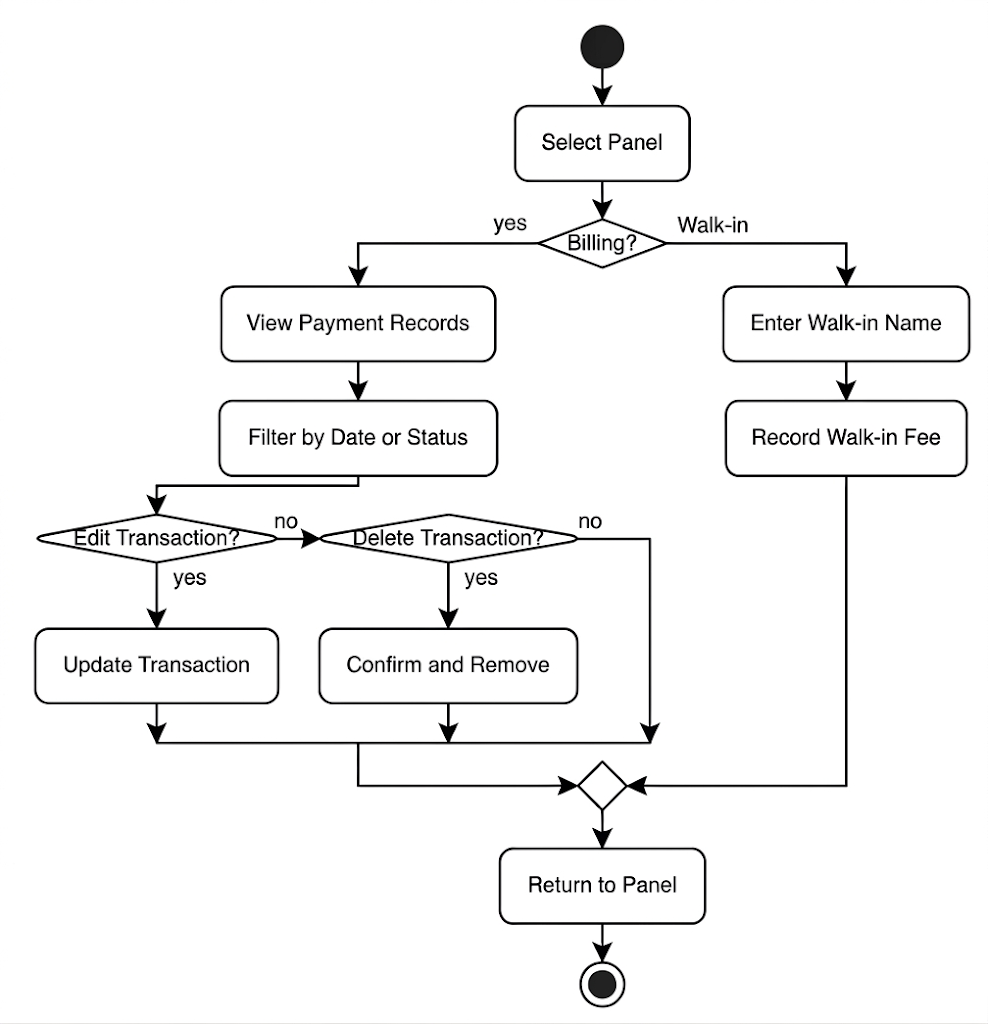 Select Panel
yes
Billing?
Walk-in
View Payment Records
Enter Walk-in Name
Filter by Date or Status
Record Walk-in Fee
Edit Transaction?
no
Delete Transaction?
no
yes
yes
Update Transaction
Confirm and Remove
Return to Panel